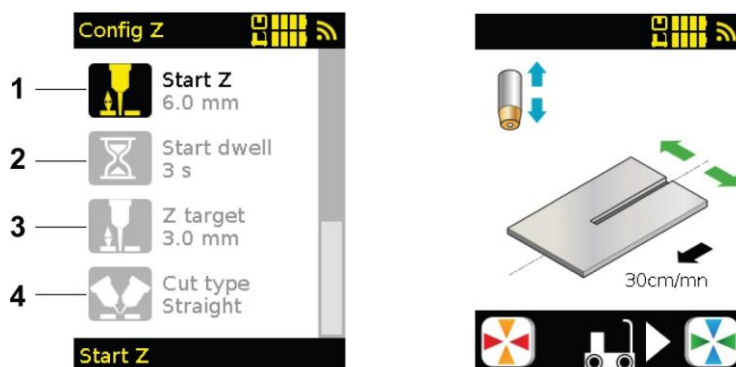 Config Z
1
Start Z
6.0 mm
2
Start dwell
3 s
3
Z target
3.0 mm
4
Cut type
Straight
Start Z
30cm/mn